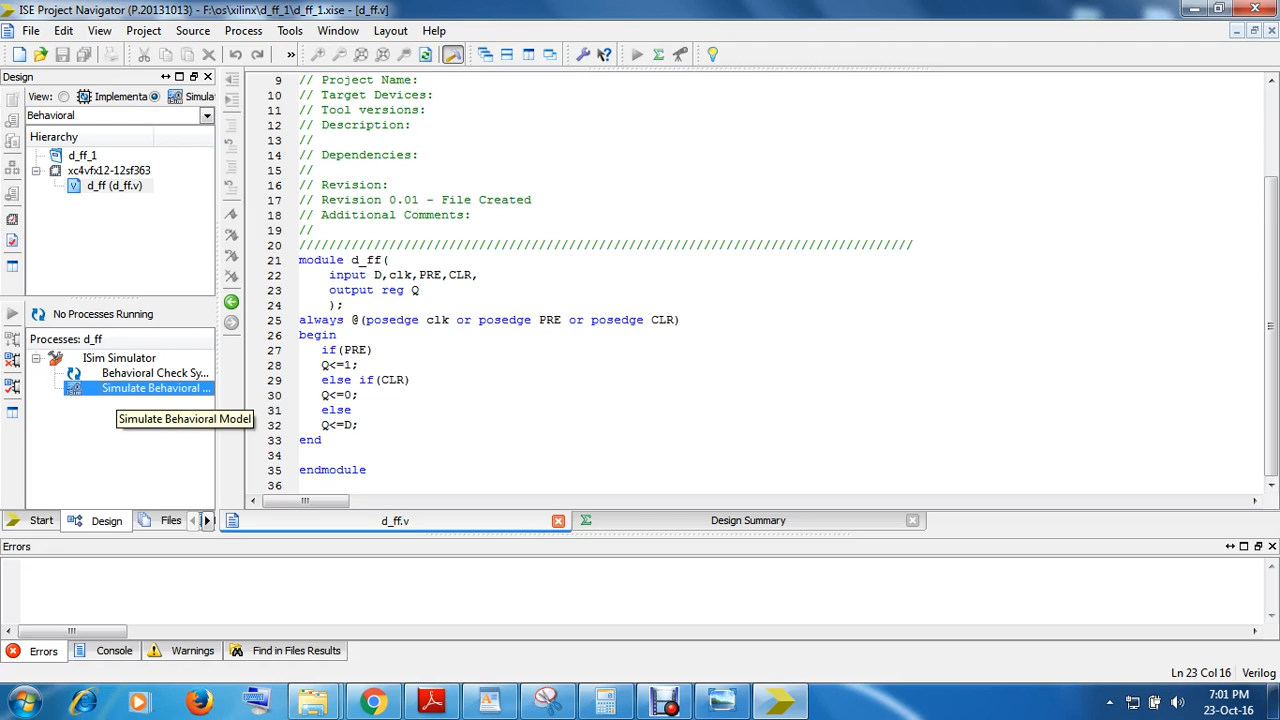 ISE Project Navigator (P.20131013) - F:\os\xilinx\d_ff_1\d_ff_1.xise - [d_ff.v]
File Edit View Project Source Process Tools Window Layout Help
»
Design
View: Implementa Simula
Behavioral
Hierarchy
d_ff_1
xc4vfx12-12sf363
d_ff (d_ff.v)
No Processes Running
Processes: d_ff
ISim Simulator
Behavioral Check Sy...
Simulate Behavioral ...
Simulate Behavioral Model
Start Design Files
9 // Project Name:
10 // Target Devices:
11 // Tool versions:
12 // Description:
13 //
14 // Dependencies:
15 //
16 // Revision:
17 // Revision 0.01 - File Created
18 // Additional Comments:
19 //
20 //////////////////////////////////////////////////////////////////////////////////
21 module d_ff(
22 input D,clk,PRE,CLR,
23 output reg Q
24 );
25 always @(posedge clk or posedge PRE or posedge CLR)
26 begin
27 if(PRE)
28 Q<=1;
29 else if(CLR)
30 Q<=0;
31 else
32 Q<=D;
33 end
34
35 endmodule
36
d_ff.v Design Summary
Errors
Errors Console Warnings Find in Files Results
Ln 23 Col 16 Verilog
7:01 PM
23-Oct-16